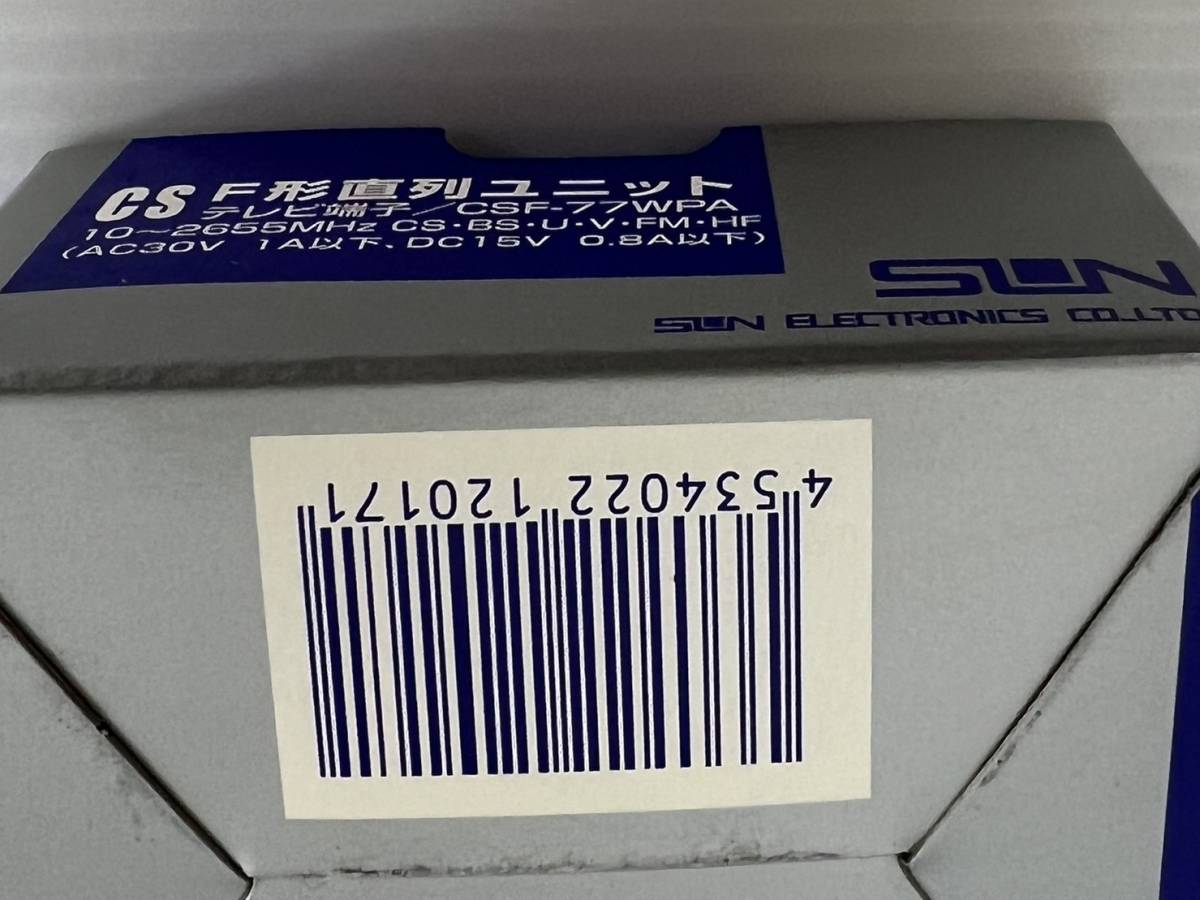 CS F形直列ユニット
テレビ端子/CSF-77WPA
10～2655MHz CS・BS・U・V・FM・HF
(AC30V 1A以下、DC15V 0.8A以下)
SUN
SUN ELECTRONICS CO.,LTD
4 534022 120171